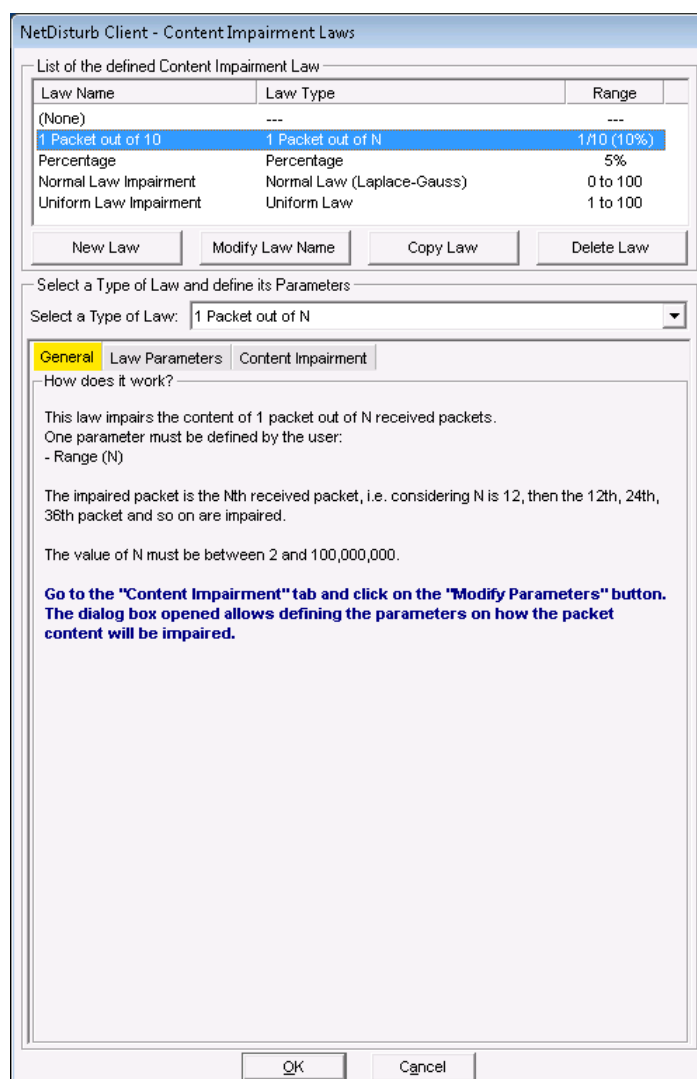 NetDisturb Client - Content Impairment Laws
List of the defined Content Impairment Law
Law Name Law Type Range
(None) --- ---
1 Packet out of 10 1 Packet out of N 1/10 (10%)
Percentage Percentage 5%
Normal Law Impairment Normal Law (Laplace-Gauss) 0 to 100
Uniform Law Impairment Uniform Law 1 to 100
New Law Modify Law Name Copy Law Delete Law
Select a Type of Law and define its Parameters
Select a Type of Law: 1 Packet out of N
General Law Parameters Content Impairment
How does it work?
This law impairs the content of 1 packet out of N received packets.
One parameter must be defined by the user:
- Range (N)
The impaired packet is the Nth received packet, i.e. considering N is 12, then the 12th, 24th,
36th packet and so on are impaired.
The value of N must be between 2 and 100,000,000.
Go to the "Content Impairment" tab and click on the "Modify Parameters" button.
The dialog box opened allows defining the parameters on how the packet
content will be impaired.
OK Cancel